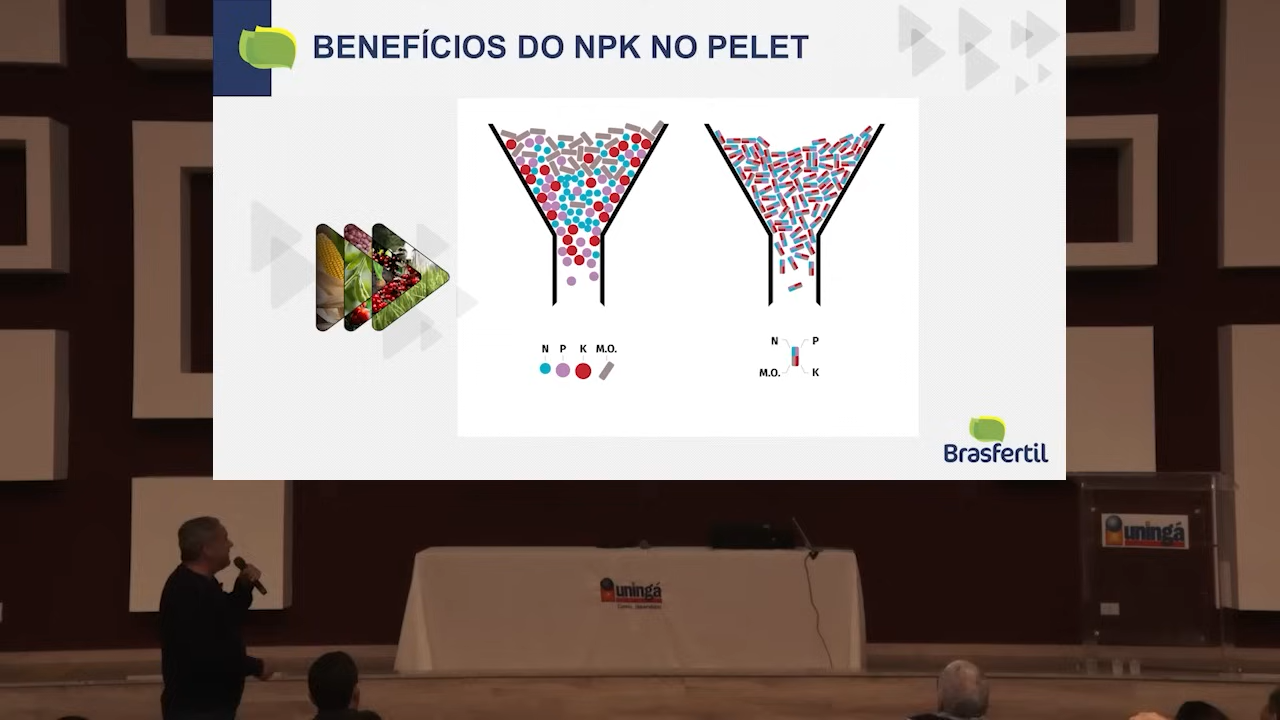 BENEFÍCIOS DO NPK NO PELET
N P K M.O.
N P
M.O. K
Brasfertil
uningá
uningá